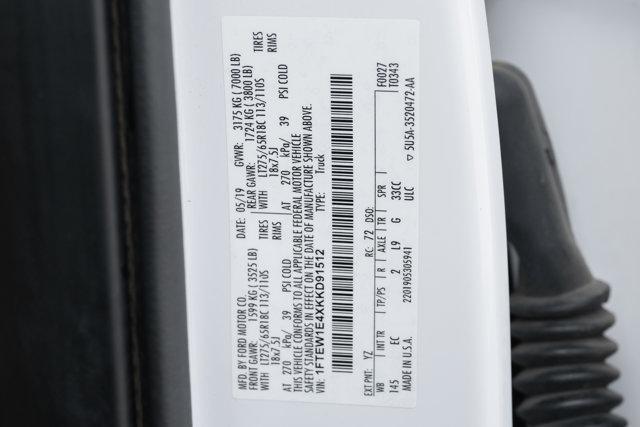 MFD. BY FORD MOTOR CO. DATE: 05/19 GVWR: 3175 KG (7000 LB)
FRONT GAWR: 1599 KG (3525 LB) REAR GAWR: 1724 KG (3800 LB)
WITH LT275/65R18C 113/110S TIRES WITH LT275/65R18C 113/110S TIRES
18x7.5J RIMS 18x7.5J RIMS
AT 270 kPa/ 39 PSI COLD AT 270 kPa/ 39 PSI COLD
THIS VEHICLE CONFORMS TO ALL APPLICABLE FEDERAL MOTOR VEHICLE
SAFETY STANDARDS IN EFFECT ON THE DATE OF MANUFACTURE SHOWN ABOVE.
VIN: 1FTEW1E4XKKD91512 TYPE: Truck
F0027
EXT PNT: YZ RC: 72 DSO: T0343
WB INT TR TP/PS R AXLE TR SPR
145 EC 2 L9 G 33CC
MADE IN U.S.A. 2201905305941 ULC
▽ 5U5A-3520472-AA